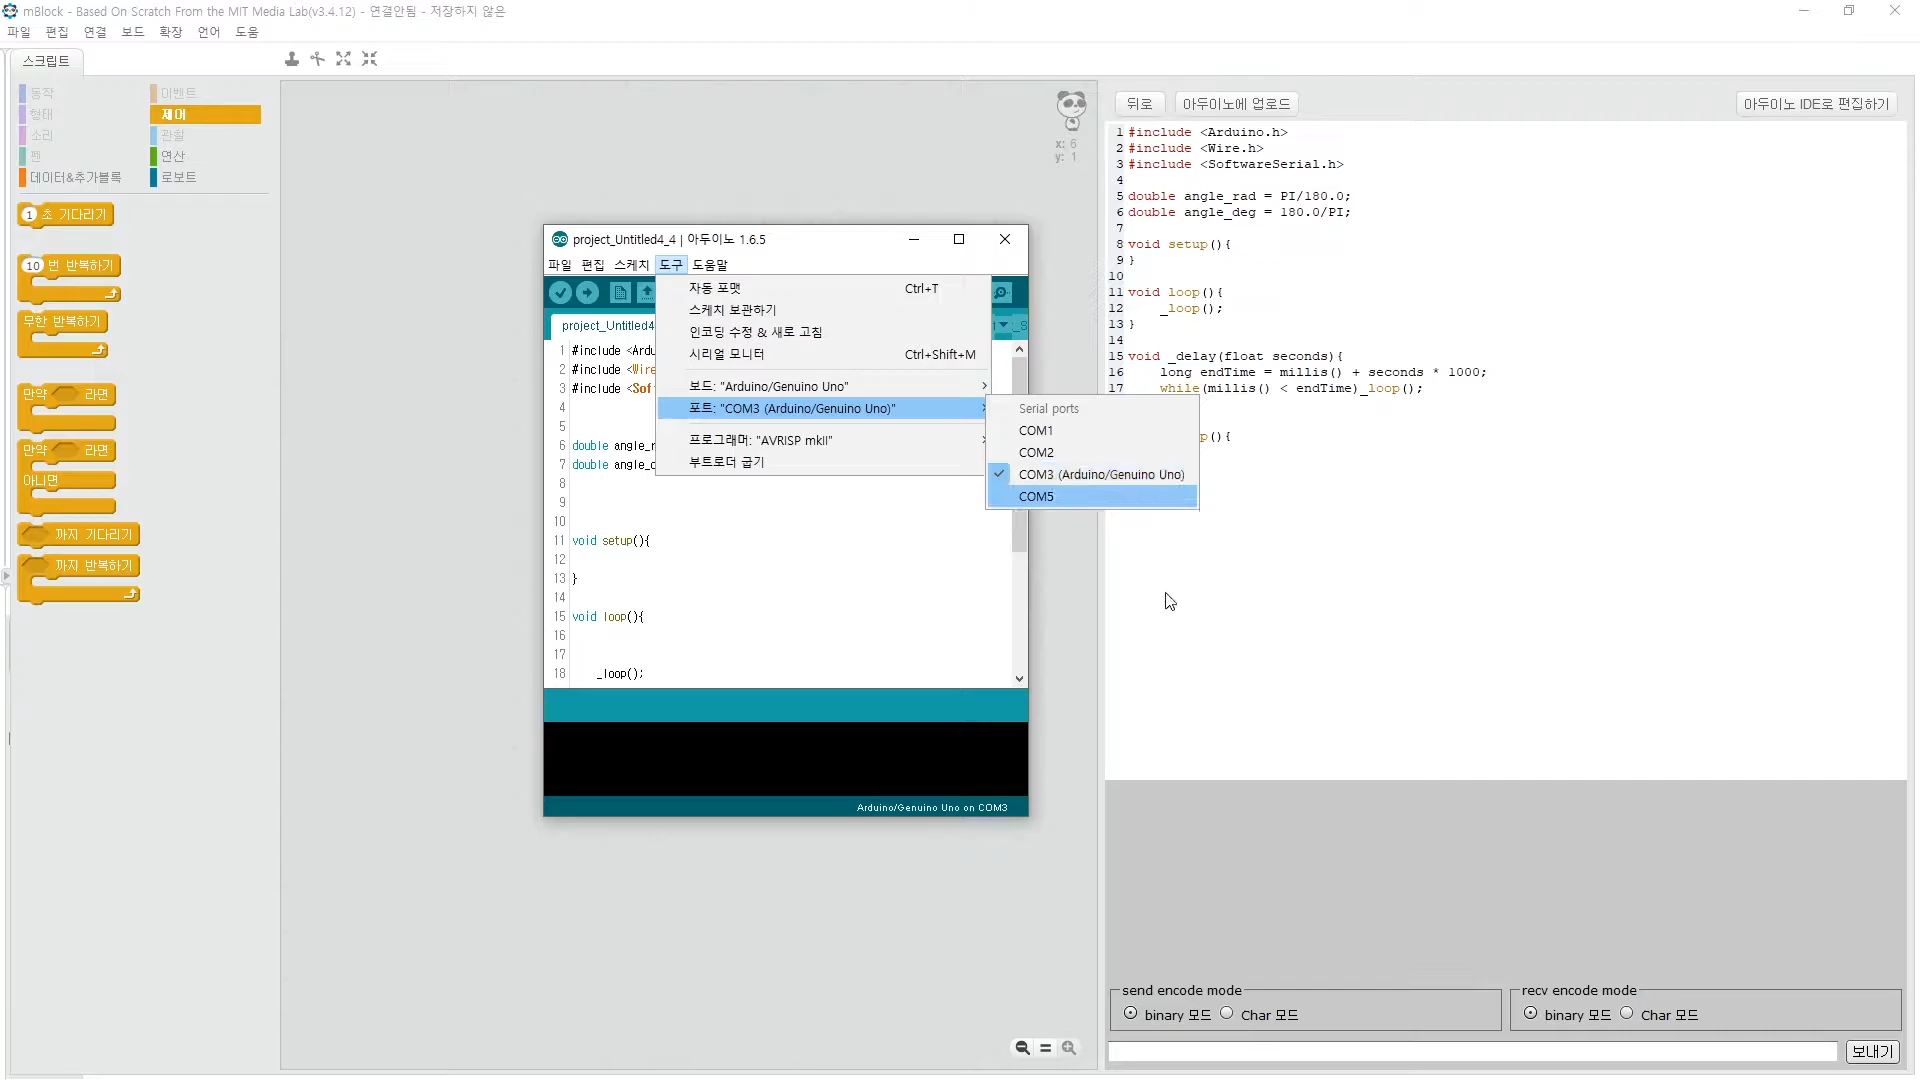 mBlock - Based On Scratch From the MIT Media Lab(v3.4.12) - 연결안됨 - 저장하지 않은
파일 편집 연결 보드 확장 언어 도움
스크립트
동작 이벤트
형태 제어
소리 관찰
펜 연산
데이터&추가블록 로보트
1 초 기다리기
10 번 반복하기
무한 반복하기
만약 라면
만약 라면
아니면
까지 기다리기
까지 반복하기
x: 6
y: 1
project_Untitled4_4 | 아두이노 1.6.5
파일 편집 스케치 도구 도움말
자동 포맷 Ctrl+T
스케치 보관하기
인코딩 수정 & 새로 고침
시리얼 모니터 Ctrl+Shift+M
보드: "Arduino/Genuino Uno"
포트: "COM3 (Arduino/Genuino Uno)"
프로그래머: "AVRISP mkII"
부트로더 굽기
Serial ports
COM1
COM2
COM3 (Arduino/Genuino Uno)
COM5
project_Untitled4
1 #include <Ardu
2 #include <Wire
3 #include <Sof
4
5
6 double angle_r
7 double angle_d
8
9
10
11 void setup(){
12
13 }
14
15 void loop(){
16
17
18 _loop();
Arduino/Genuino Uno on COM3
뒤로 아두이노에 업로드 아두이노 IDE로 편집하기
1 #include <Arduino.h>
2 #include <Wire.h>
3 #include <SoftwareSerial.h>
4
5 double angle_rad = PI/180.0;
6 double angle_deg = 180.0/PI;
7
8 void setup(){
9 }
10
11 void loop(){
12 _loop();
13 }
14
15 void _delay(float seconds){
16 long endTime = millis() + seconds * 1000;
17 while(millis() < endTime)_loop();
p(){
send encode mode
binary 모드 Char 모드
recv encode mode
binary 모드 Char 모드
보내기